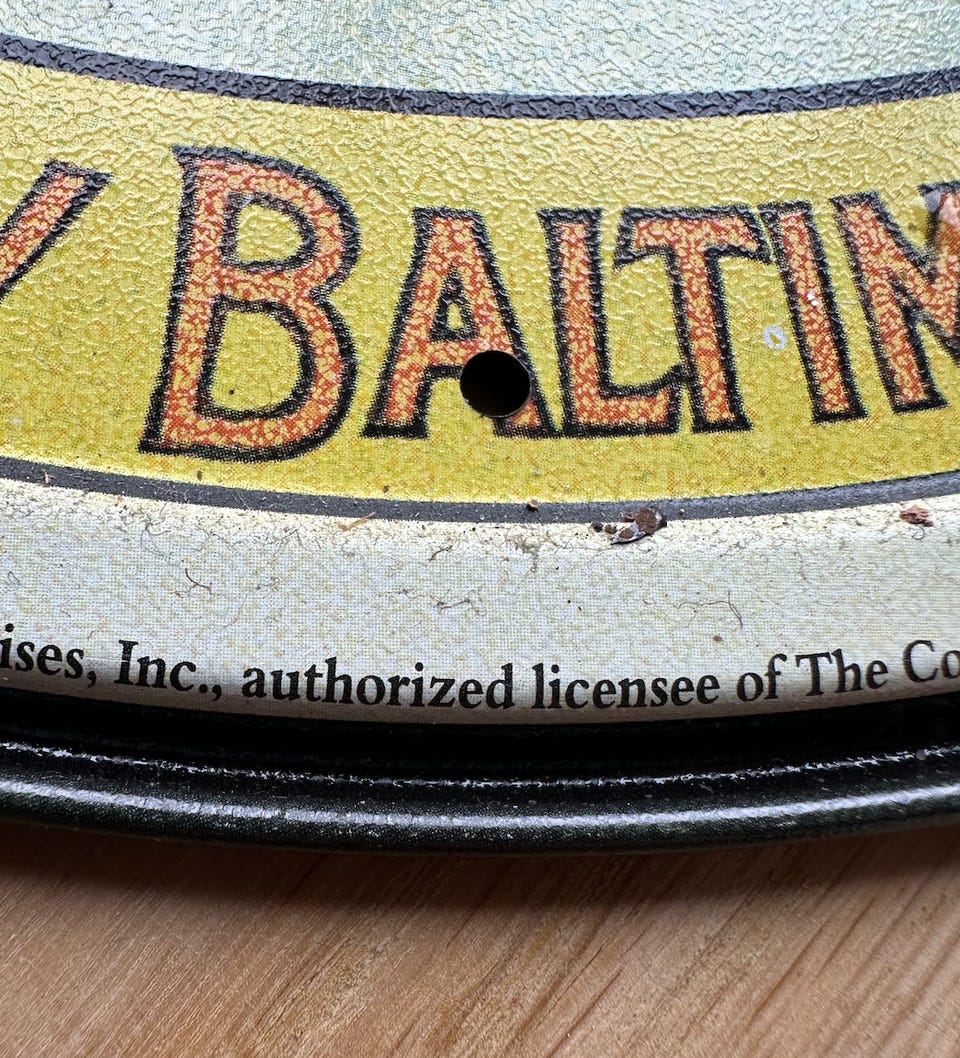 Y BALTIM
ises, Inc., authorized licensee of The Co